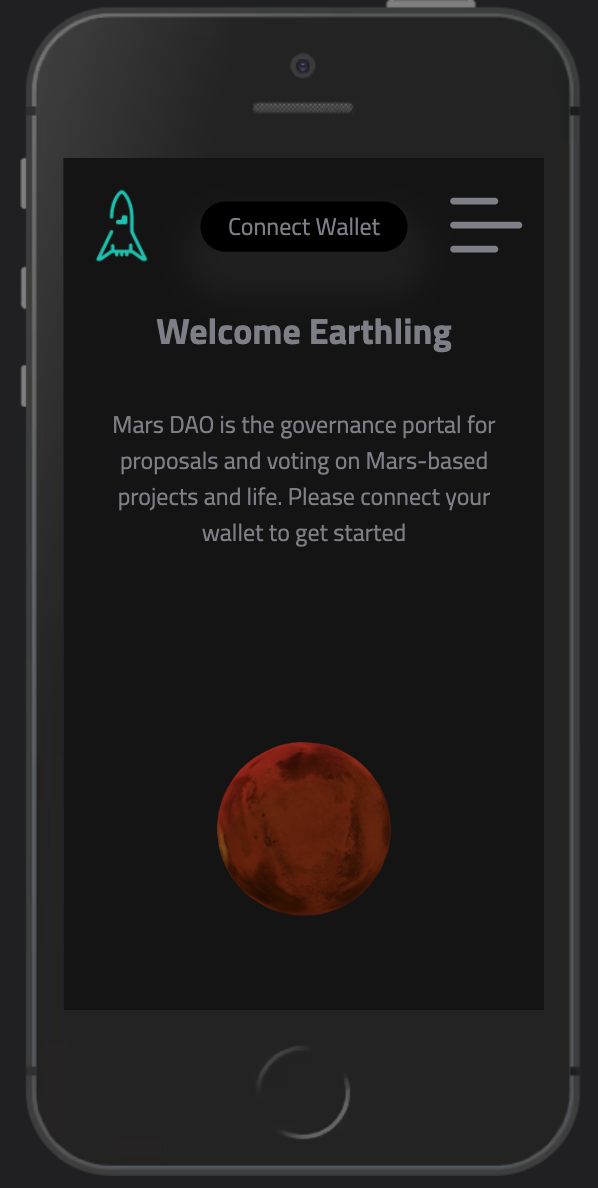 Connect Wallet
Welcome Earthling
Mars DAO is the governance portal for
proposals and voting on Mars-based
projects and life. Please connect your
wallet to get started